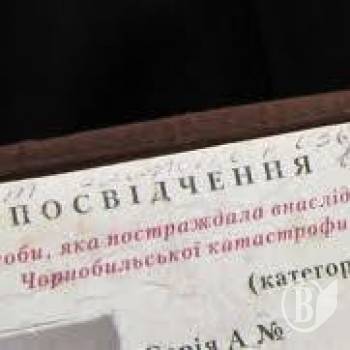 ПОСВІДЧЕННЯ
оби, яка постраждала внаслід
Чорнобильської катастрофи
(категор
ерія А №